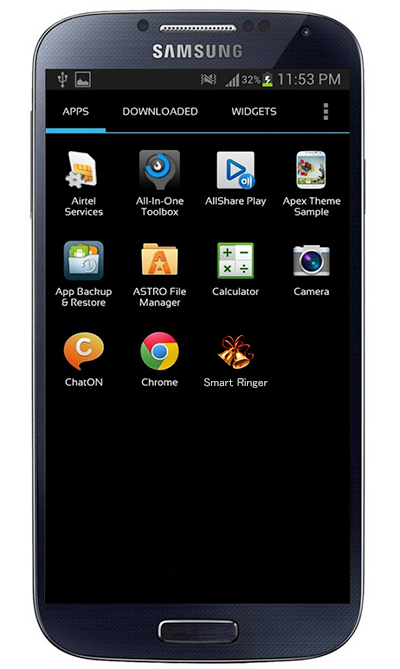 SAMSUNG
32% 11:53 PM
APPS DOWNLOADED WIDGETS
Airtel All-In-One AllShare Play Apex Theme
Services Toolbox Sample
App Backup ASTRO File Calculator Camera
& Restore Manager
ChatON Chrome Smart Ringer